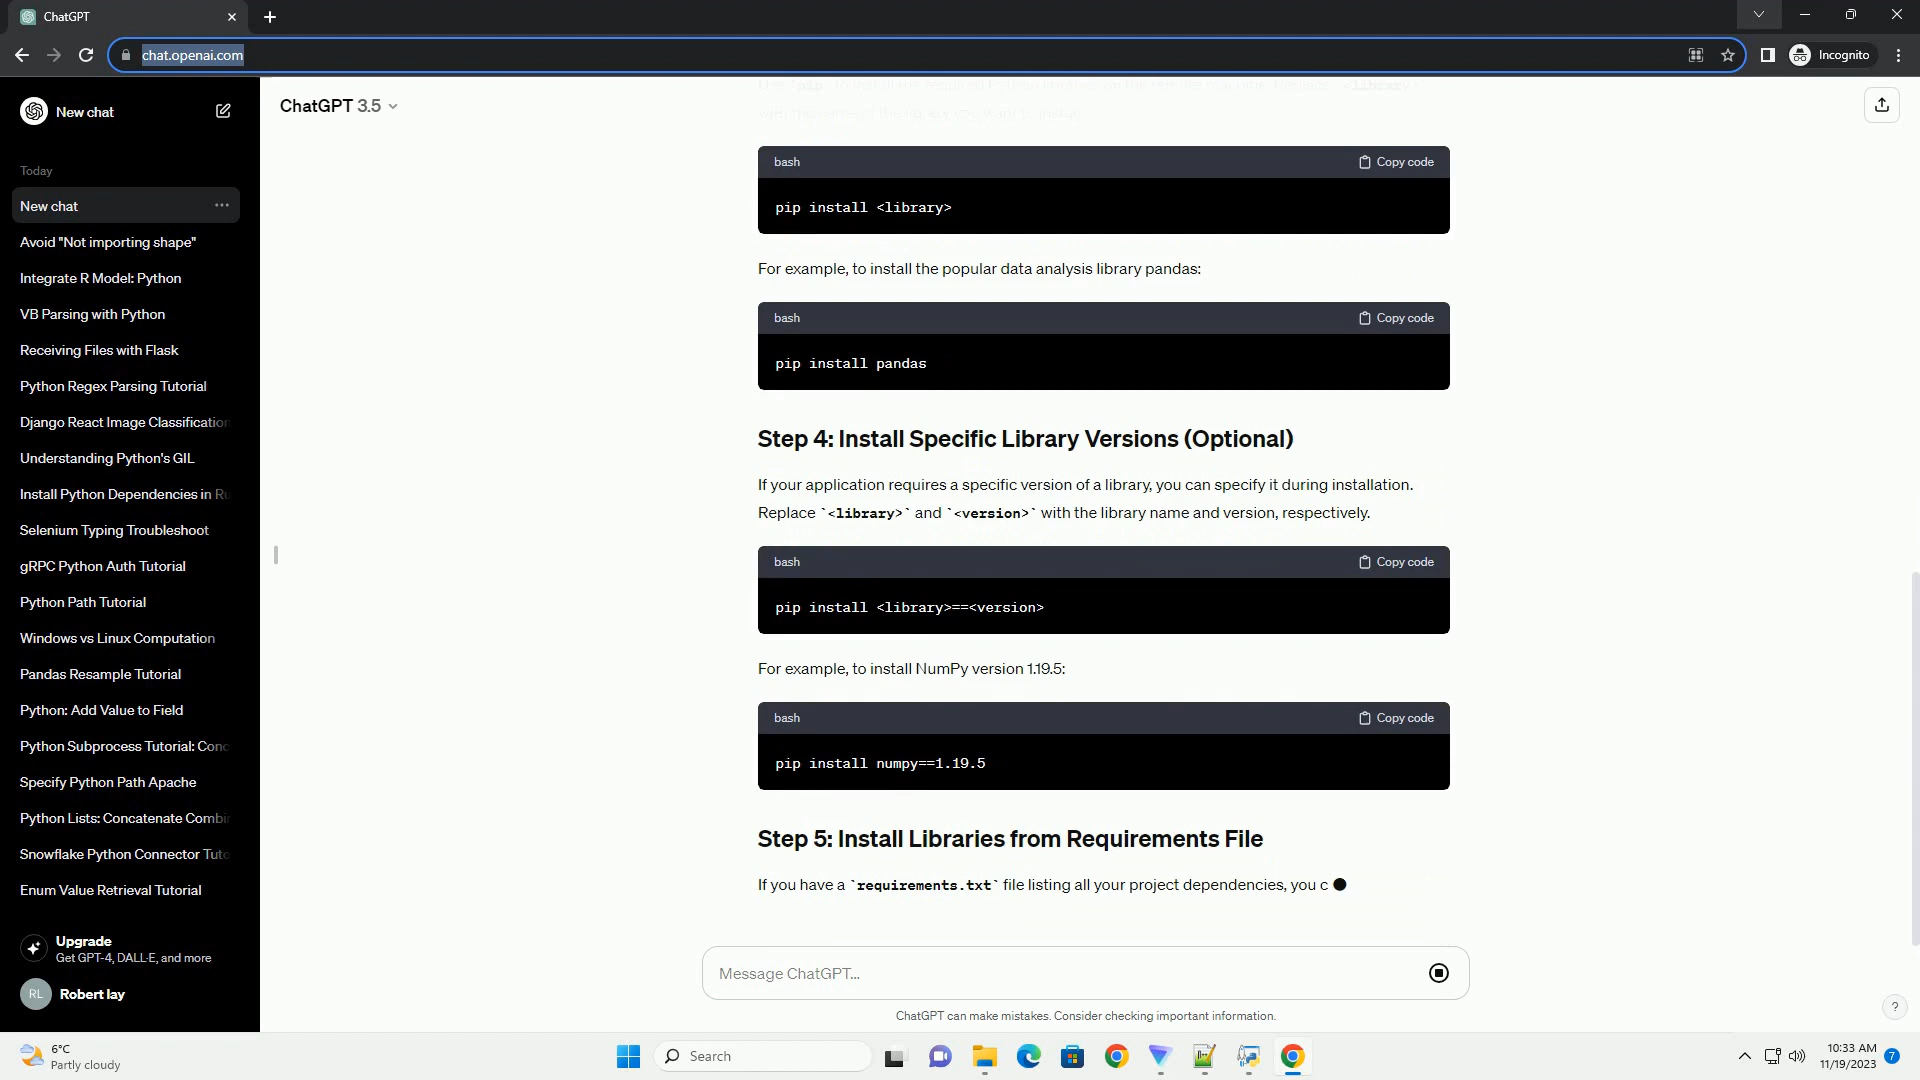 ChatGPT
chat.openai.com
Incognito
New chat
ChatGPT 3.5
Today
New chat
Avoid "Not importing shape"
Integrate R Model: Python
VB Parsing with Python
Receiving Files with Flask
Python Regex Parsing Tutorial
Django React Image Classification
Understanding Python's GIL
Install Python Dependencies in Ru
Selenium Typing Troubleshoot
gRPC Python Auth Tutorial
Python Path Tutorial
Windows vs Linux Computation
Pandas Resample Tutorial
Python: Add Value to Field
Python Subprocess Tutorial: Conc
Specify Python Path Apache
Python Lists: Concatenate Combi
Snowflake Python Connector Tuto
Enum Value Retrieval Tutorial
Upgrade
Get GPT-4, DALL·E, and more
RL Robert lay
bash Copy code
pip install <library>
For example, to install the popular data analysis library pandas:
bash Copy code
pip install pandas
Step 4: Install Specific Library Versions (Optional)
If your application requires a specific version of a library, you can specify it during installation.
Replace `<library>` and `<version>` with the library name and version, respectively.
bash Copy code
pip install <library>==<version>
For example, to install NumPy version 1.19.5:
bash Copy code
pip install numpy==1.19.5
Step 5: Install Libraries from Requirements File
If you have a `requirements.txt` file listing all your project dependencies, you c
Message ChatGPT...
ChatGPT can make mistakes. Consider checking important information.
?
6°C
Partly cloudy
Search
10:33 AM
11/19/2023
7